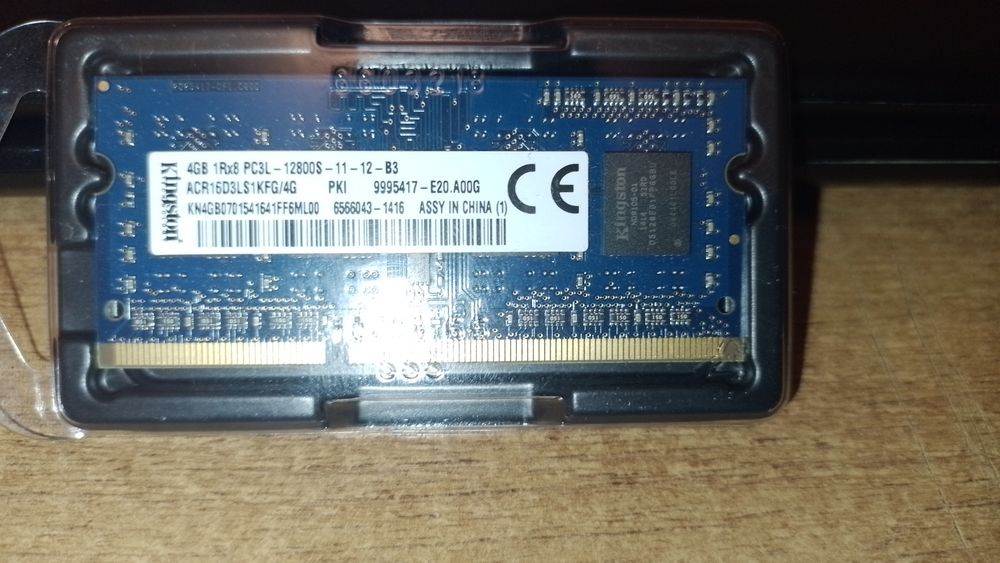 Kingston
4GB 1Rx8 PC3L-12800S-11-12-B3
ACR16D3LS1KFG/4G PKI 9995417-E20.A00G
KN4GB0701541641FF6ML00 6566043-1416 ASSY IN CHINA (1)
CE
Kingston